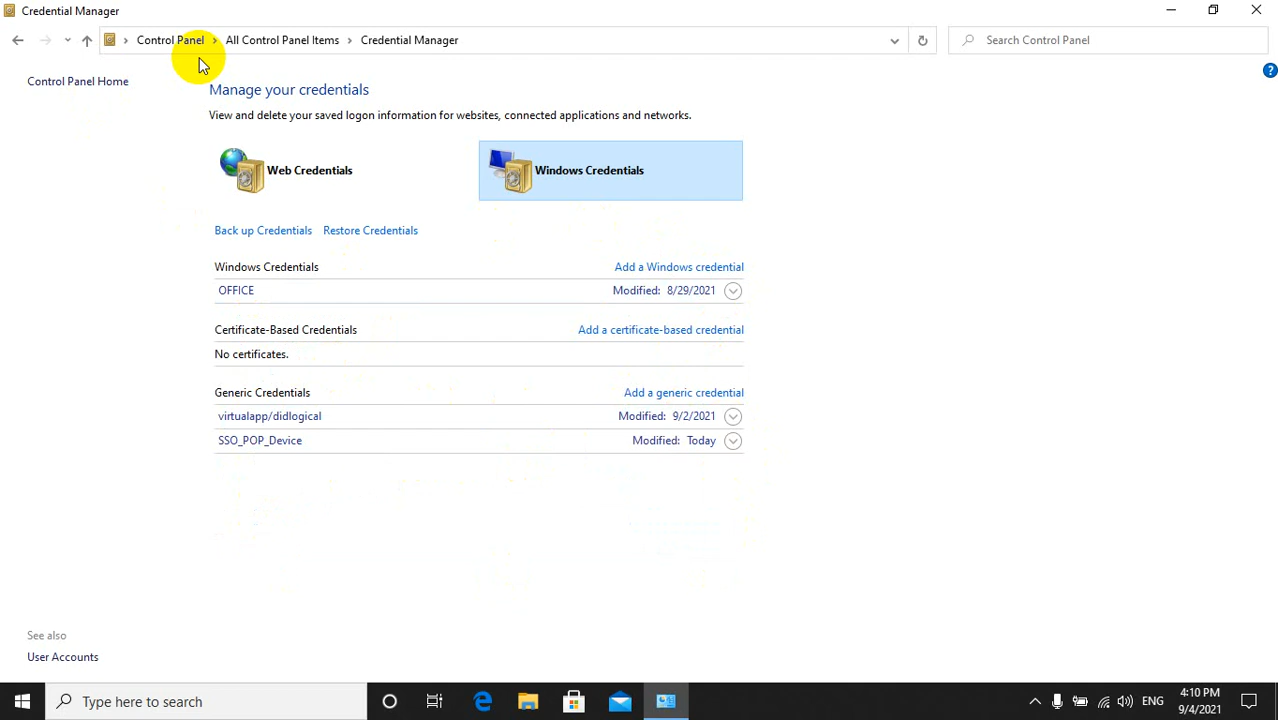 Credential Manager
Control Panel All Control Panel Items Credential Manager Search Control Panel
Control Panel Home
Manage your credentials
View and delete your saved logon information for websites, connected applications and networks.
Web Credentials Windows Credentials
Back up Credentials Restore Credentials
Windows Credentials Add a Windows credential
OFFICE Modified: 8/29/2021
Certificate-Based Credentials Add a certificate-based credential
No certificates.
Generic Credentials Add a generic credential
virtualapp/didlogical Modified: 9/2/2021
SSO_POP_Device Modified: Today
See also
User Accounts
Type here to search ENG 4:10 PM
9/4/2021